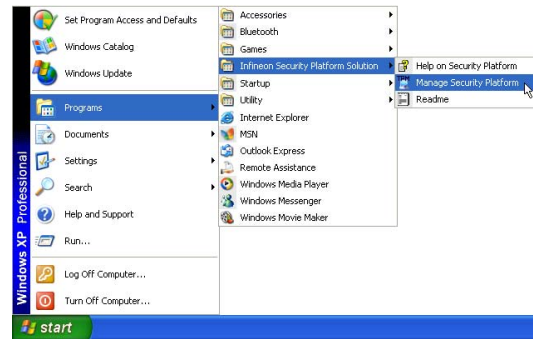 Set Program Access and Defaults
Windows Catalog
Windows Update
Programs
Documents
Settings
Search
Help and Support
Run...
Log Off Computer...
Turn Off Computer...
Windows XP Professional
start
Accessories
Bluetooth
Games
Infineon Security Platform Solution
Startup
Utility
Internet Explorer
MSN
Outlook Express
Remote Assistance
Windows Media Player
Windows Messenger
Windows Movie Maker
Help on Security Platform
Manage Security Platform
Readme